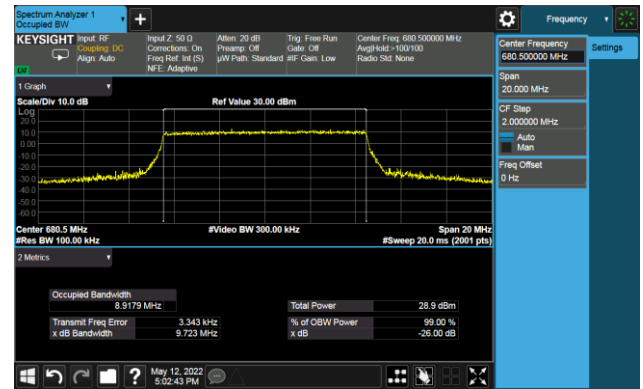 Spectrum Analyzer 1
Occupied BW
+
Frequency
KEYSIGHT Input: RF
Coupling: DC
Align: Auto
LXI
Input Z: 50 Ω
Corrections: On
Freq Ref: Int (S)
NFE: Adaptive
Atten: 20 dB
Preamp: Off
µW Path: Standard
Trig: Free Run
Gate: Off
#IF Gain: Low
Center Freq: 680.500000 MHz
Avg|Hold:>100/100
Radio Std: None
Center Frequency
680.500000 MHz
Settings
Span
20.000 MHz
CF Step
2.000000 MHz
Auto
Man
Freq Offset
0 Hz
1 Graph
Scale/Div 10.0 dB
Ref Value 30.00 dBm
Log
20.0
10.0
0.00
-10.0
-20.0
-30.0
-40.0
-50.0
-60.0
Center 680.5 MHz
#Video BW 300.00 kHz
Span 20 MHz
#Res BW 100.00 kHz
#Sweep 20.0 ms (2001 pts)
2 Metrics
Occupied Bandwidth
8.9179 MHz
Total Power 28.9 dBm
Transmit Freq Error 3.343 kHz
% of OBW Power 99.00 %
x dB Bandwidth 9.723 MHz
x dB -26.00 dB
?
May 12, 2022
5:02:43 PM